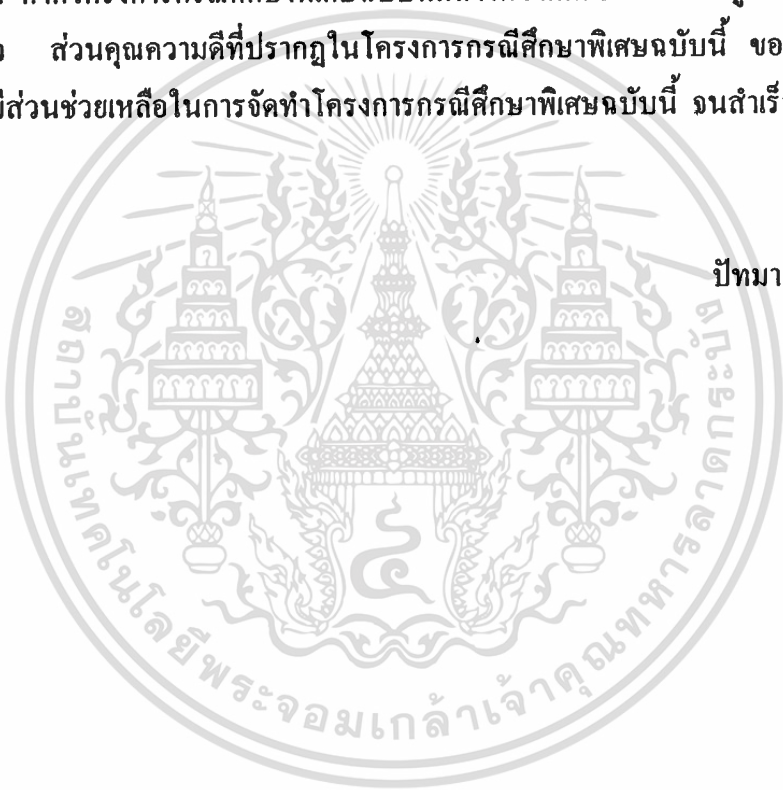 ส่วนคุณความดีที่ปรากฏในโครงการกรณีศึกษาพิเศษฉบับนี้ ขอ
มีส่วนช่วยเหลือในการจัดทำโครงการกรณีศึกษาพิเศษฉบับนี้ จนสำเร็จ
ปัทมา
สถาบันเทคโนโลยีพระจอมเกล้าเจ้าคุณทหารลาดกระบัง
๔